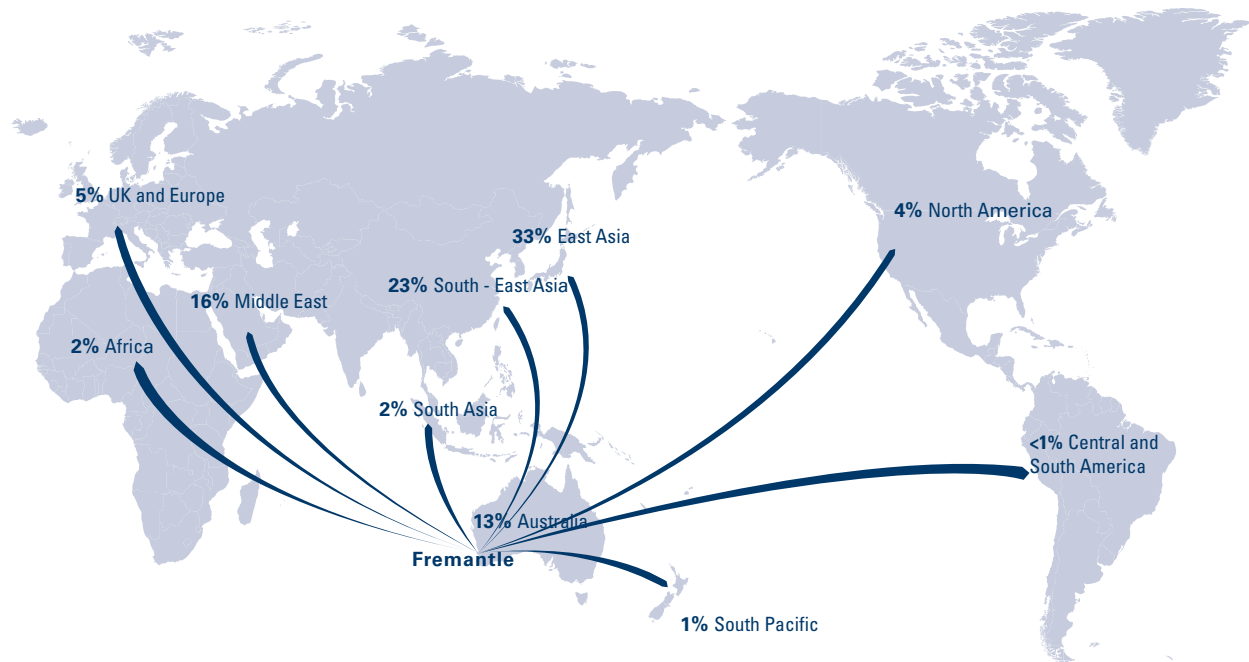 5% UK and Europe
4% North America
33% East Asia
23% South - East Asia
16% Middle East
2% Africa
2% South Asia
<1% Central and
South America
13% Australia
Fremantle
1% South Pacific